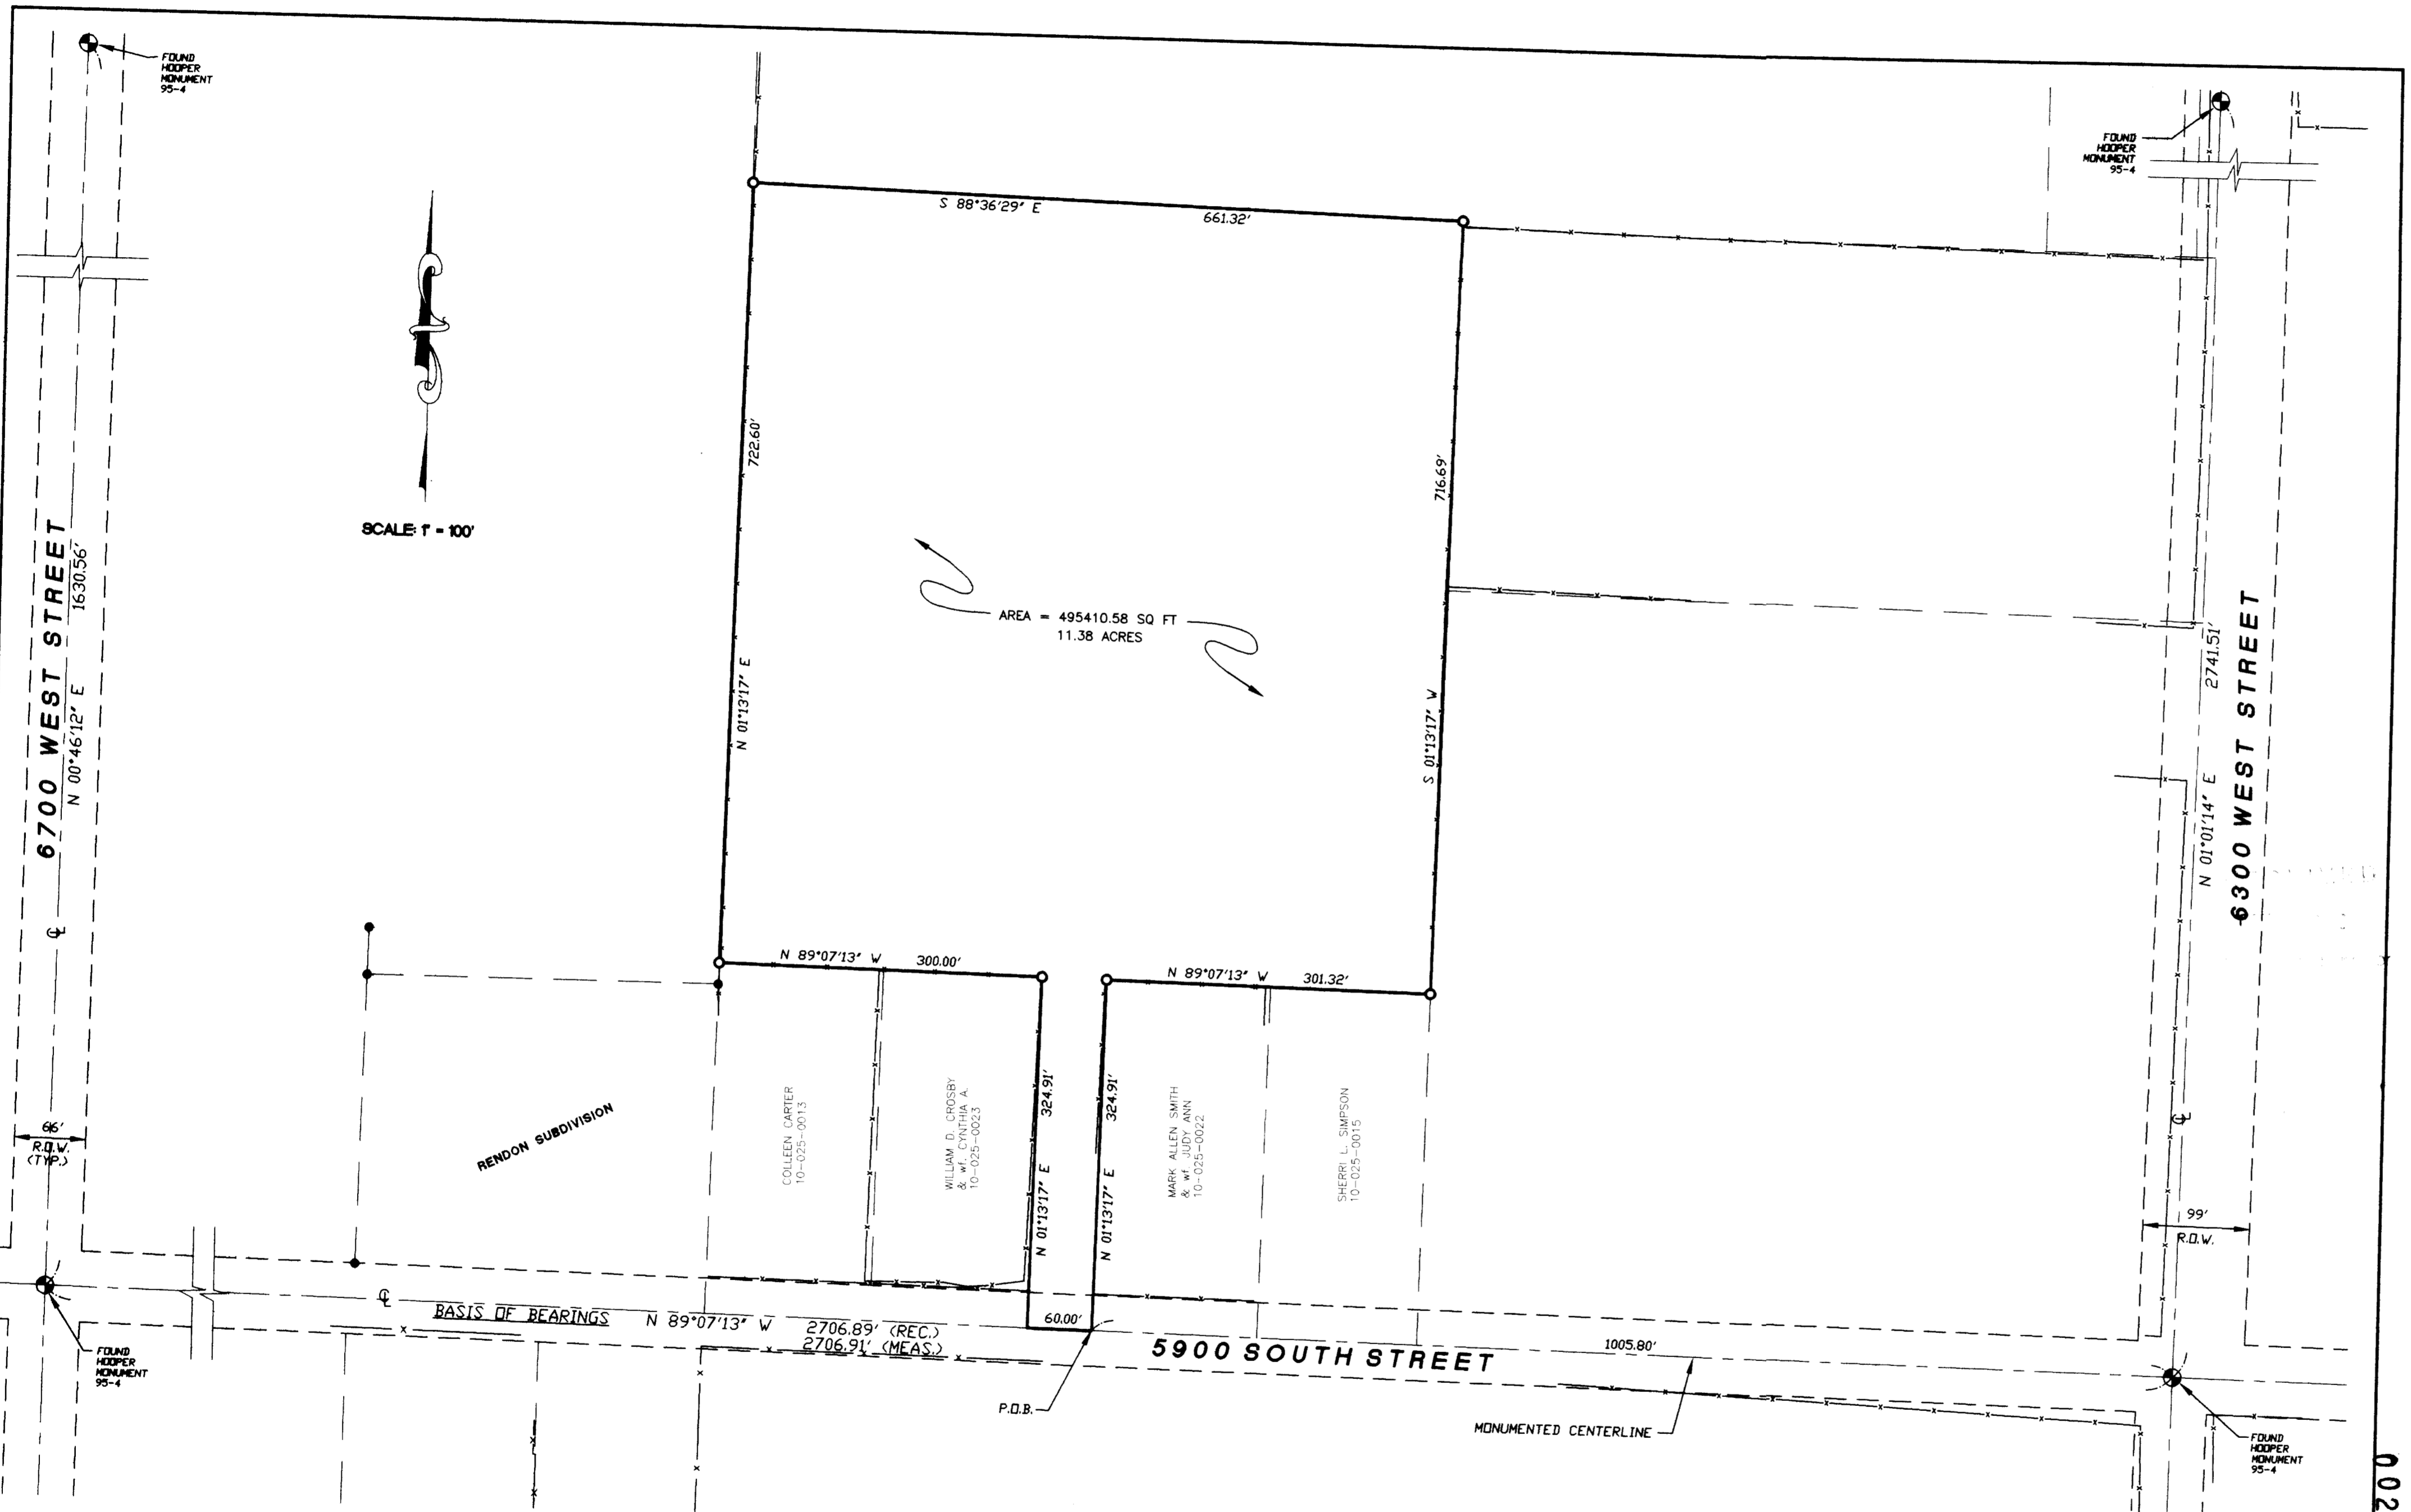 FOUND
HOOPER
MONUMENT
95-4
FOUND
HOOPER
MONUMENT
95-4
S 88°36'29" E
661.32'
SCALE: 1" = 100'
722.60'
N 01°13'17" E
716.69'
S 01°13'17" W
AREA = 495410.58 SQ FT
11.38 ACRES
6700 WEST STREET
N 00°46'12" E 1630.56'
6300 WEST STREET
N 01°01'14" E 2741.51'
N 89°07'13" W 300.00'
N 89°07'13" W 301.32'
RENDON SUBDIVISION
COLLEEN CARTER
10-025-0013
WILLIAM D. CROSBY
& wf. CYNTHIA A.
10-025-0023
N 01°13'17" E 324.91'
N 01°13'17" E 324.91'
MARK ALLEN SMITH
& wf JUDY ANN
10-025-0022
SHERRI L. SIMPSON
10-025-0015
66'
R.O.W.
(TYP.)
99'
R.O.W.
BASIS OF BEARINGS N 89°07'13" W 2706.89' (REC.)
2706.91' (MEAS.)
60.00'
5900 SOUTH STREET
1005.80'
P.O.B.
MONUMENTED CENTERLINE
FOUND
HOOPER
MONUMENT
95-4
FOUND
HOOPER
MONUMENT
95-4
002